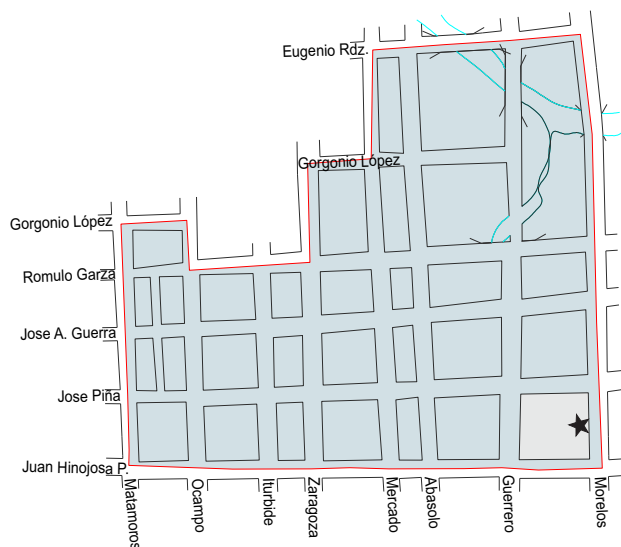 Eugenio Rdz.
Gorgonio López
Gorgonio López
Romulo Garza
Jose A. Guerra
Jose Piña
Juan Hinojosa P.
Matamoros
Ocampo
Iturbide
Zaragoza
Mercado
Abasolo
Guerrero
Morelos